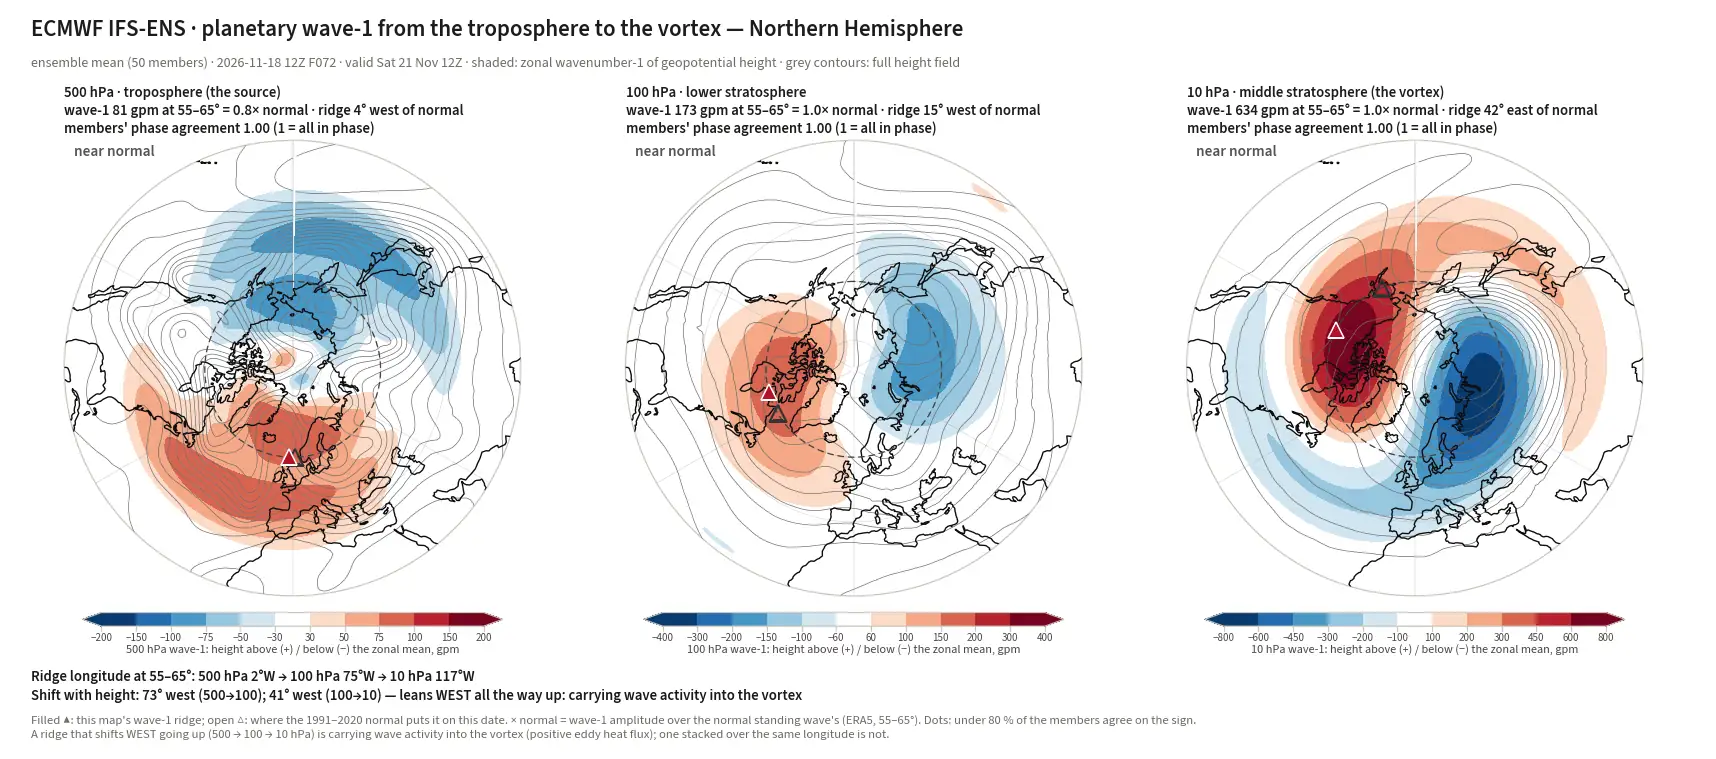 ECMWF IFS-ENS · planetary wave-1 from the troposphere to the vortex — Northern Hemisphere
ensemble mean (50 members) · 2026-11-18 12Z F072 · valid Sat 21 Nov 12Z · shaded: zonal wavenumber-1 of geopotential height · grey contours: full height field
500 hPa · troposphere (the source)
wave-1 81 gpm at 55–65° = 0.8× normal · ridge 4° west of normal
members' phase agreement 1.00 (1 = all in phase)
near normal
100 hPa · lower stratosphere
wave-1 173 gpm at 55–65° = 1.0× normal · ridge 15° west of normal
members' phase agreement 1.00 (1 = all in phase)
near normal
10 hPa · middle stratosphere (the vortex)
wave-1 634 gpm at 55–65° = 1.0× normal · ridge 42° east of normal
members' phase agreement 1.00 (1 = all in phase)
near normal
−200 −150 −100 −75 −50 −30 30 50 75 100 150 200
500 hPa wave-1: height above (+) / below (−) the zonal mean, gpm
−400 −300 −200 −150 −100 −60 60 100 150 200 300 400
100 hPa wave-1: height above (+) / below (−) the zonal mean, gpm
−800 −600 −450 −300 −200 −100 100 200 300 450 600 800
10 hPa wave-1: height above (+) / below (−) the zonal mean, gpm
Ridge longitude at 55–65°: 500 hPa 2°W → 100 hPa 75°W → 10 hPa 117°W
Shift with height: 73° west (500→100); 41° west (100→10) — leans WEST all the way up: carrying wave activity into the vortex
Filled ▲: this map's wave-1 ridge; open △: where the 1991–2020 normal puts it on this date. × normal = wave-1 amplitude over the normal standing wave's (ERA5, 55–65°). Dots: under 80 % of the members agree on the sign.
A ridge that shifts WEST going up (500 → 100 → 10 hPa) is carrying wave activity into the vortex (positive eddy heat flux); one stacked over the same longitude is not.